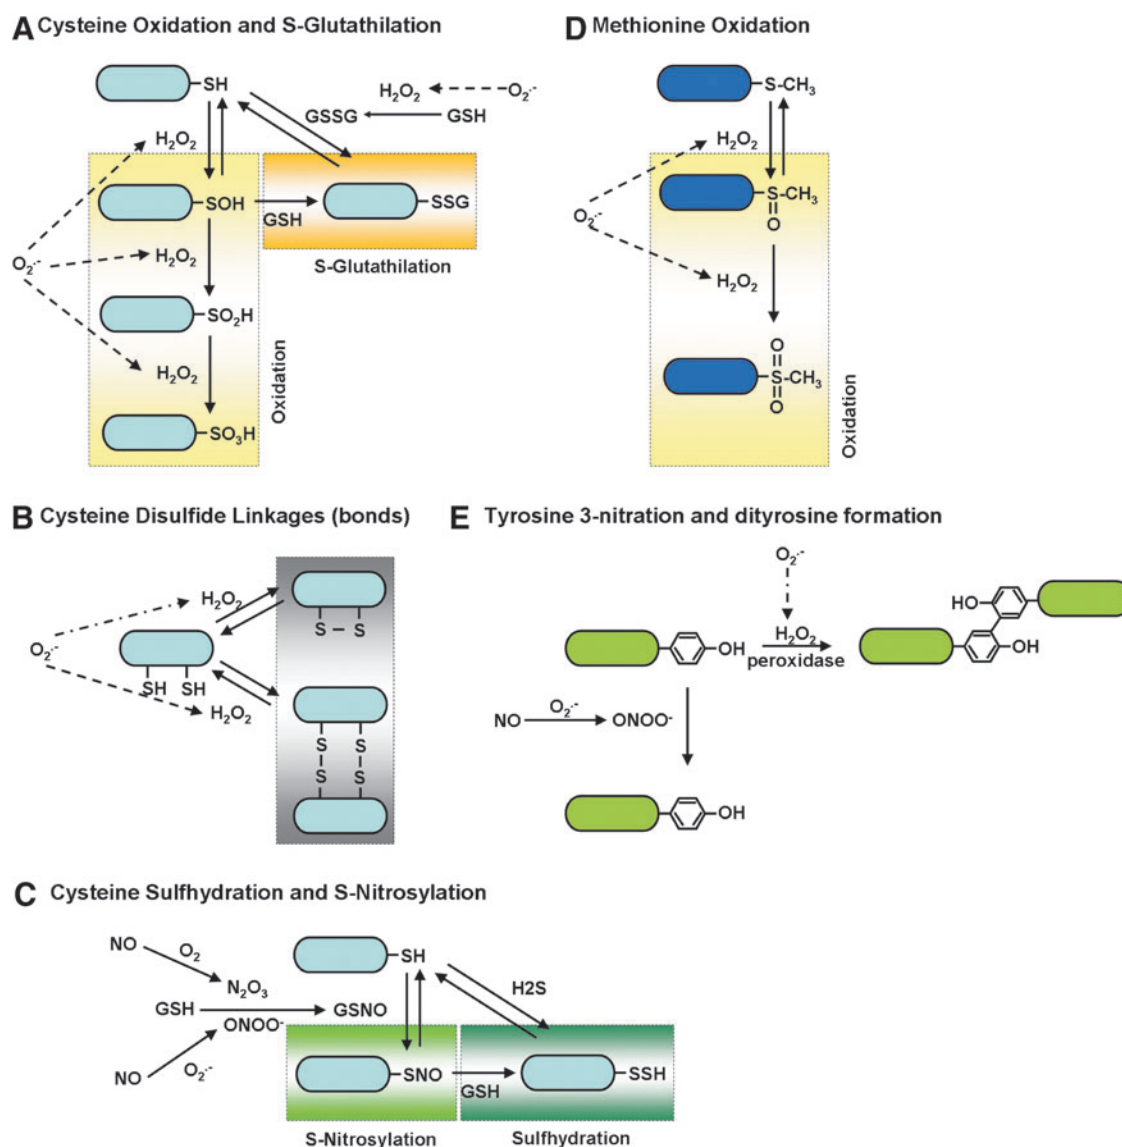 A Cysteine Oxidation and S-Glutathilation
SH
H₂O₂
O₂·-
GSSG
GSH
H₂O₂
SOH
GSH
SSG
S-Glutathilation
O₂·-
H₂O₂
SO₂H
H₂O₂
SO₃H
Oxidation
D Methionine Oxidation
S-CH₃
H₂O₂
S-CH₃
O
O₂·-
H₂O₂
O
S-CH₃
O
Oxidation
B Cysteine Disulfide Linkages (bonds)
H₂O₂
S – S
O₂·-
SH SH
H₂O₂
S S
S S
E Tyrosine 3-nitration and dityrosine formation
O₂·-
HO
OH
H₂O₂
peroxidase
OH
NO
O₂·-
ONOO⁻
OH
C Cysteine Sulfhydration and S-Nitrosylation
NO
O₂
SH
N₂O₃
H2S
GSH
GSNO
ONOO⁻
NO
O₂·-
SNO
GSH
SSH
S-Nitrosylation
Sulfhydration